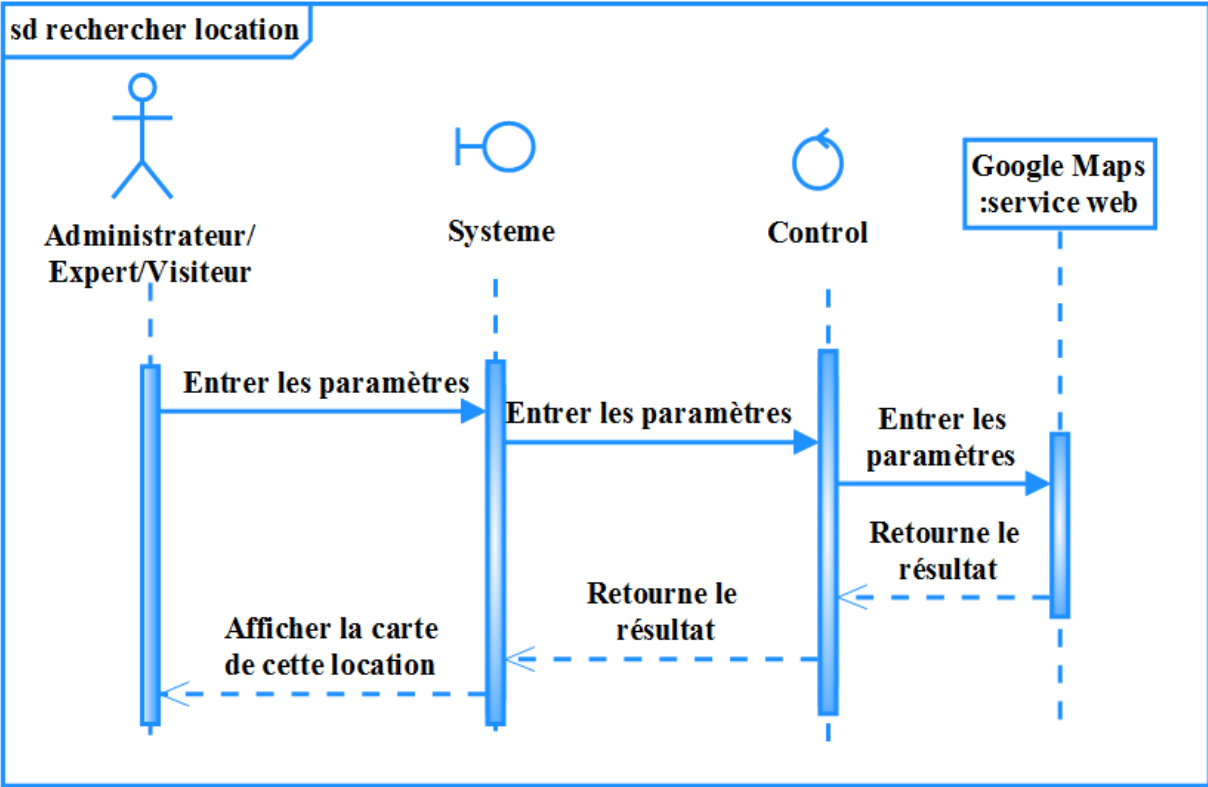 sd rechercher location
Administrateur/
Expert/Visiteur
Systeme
Control
Google Maps
:service web
Entrer les paramètres
Entrer les paramètres
Entrer les
paramètres
Retourne le
résultat
Retourne le
résultat
Afficher la carte
de cette location